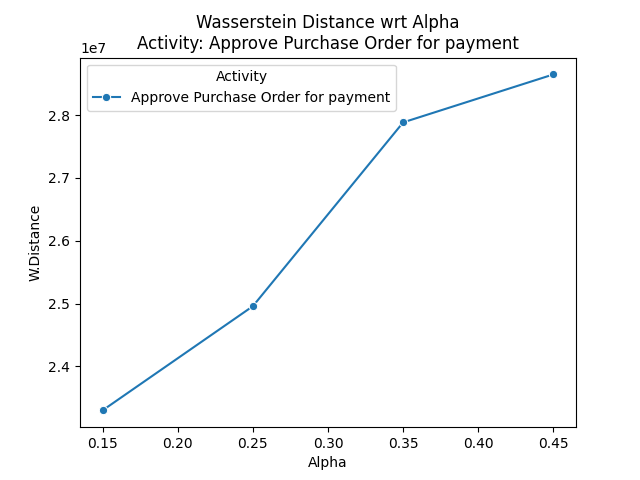 Wasserstein Distance wrt Alpha
Activity: Approve Purchase Order for payment
1e7
Activity
Approve Purchase Order for payment
2.8
2.7
2.6
2.5
2.4
W.Distance
0.15 0.20 0.25 0.30 0.35 0.40 0.45
Alpha